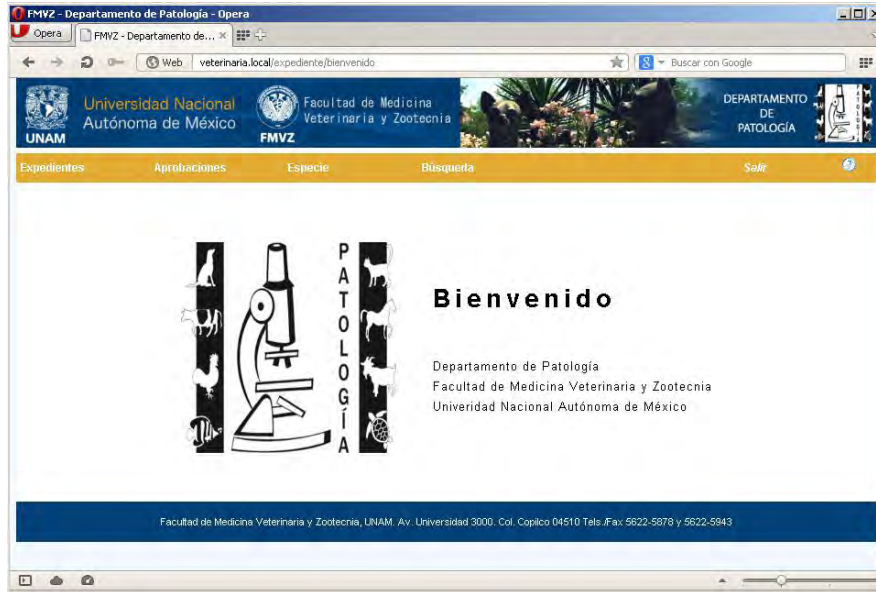 FMVZ - Departamento de Patología - Opera
Opera
FMVZ - Departamento de...
Web
veterinaria.local/expediente/bienvenido
Buscar con Google
UNAM
Universidad Nacional
Autónoma de México
FMVZ
Facultad de Medicina
Veterinaria y Zootecnia
DEPARTAMENTO
DE
PATOLOGÍA
Expedientes
Aprobaciones
Especie
Búsqueda
Salir
PATOLOGÍA
Bienvenido
Departamento de Patología
Facultad de Medicina Veterinaria y Zootecnia
Univeridad Nacional Autónoma de México
Facultad de Medicina Veterinaria y Zootecnia, UNAM. Av. Universidad 3000. Col. Copilco 04510 Tels./Fax 5622-5878 y 5622-5943